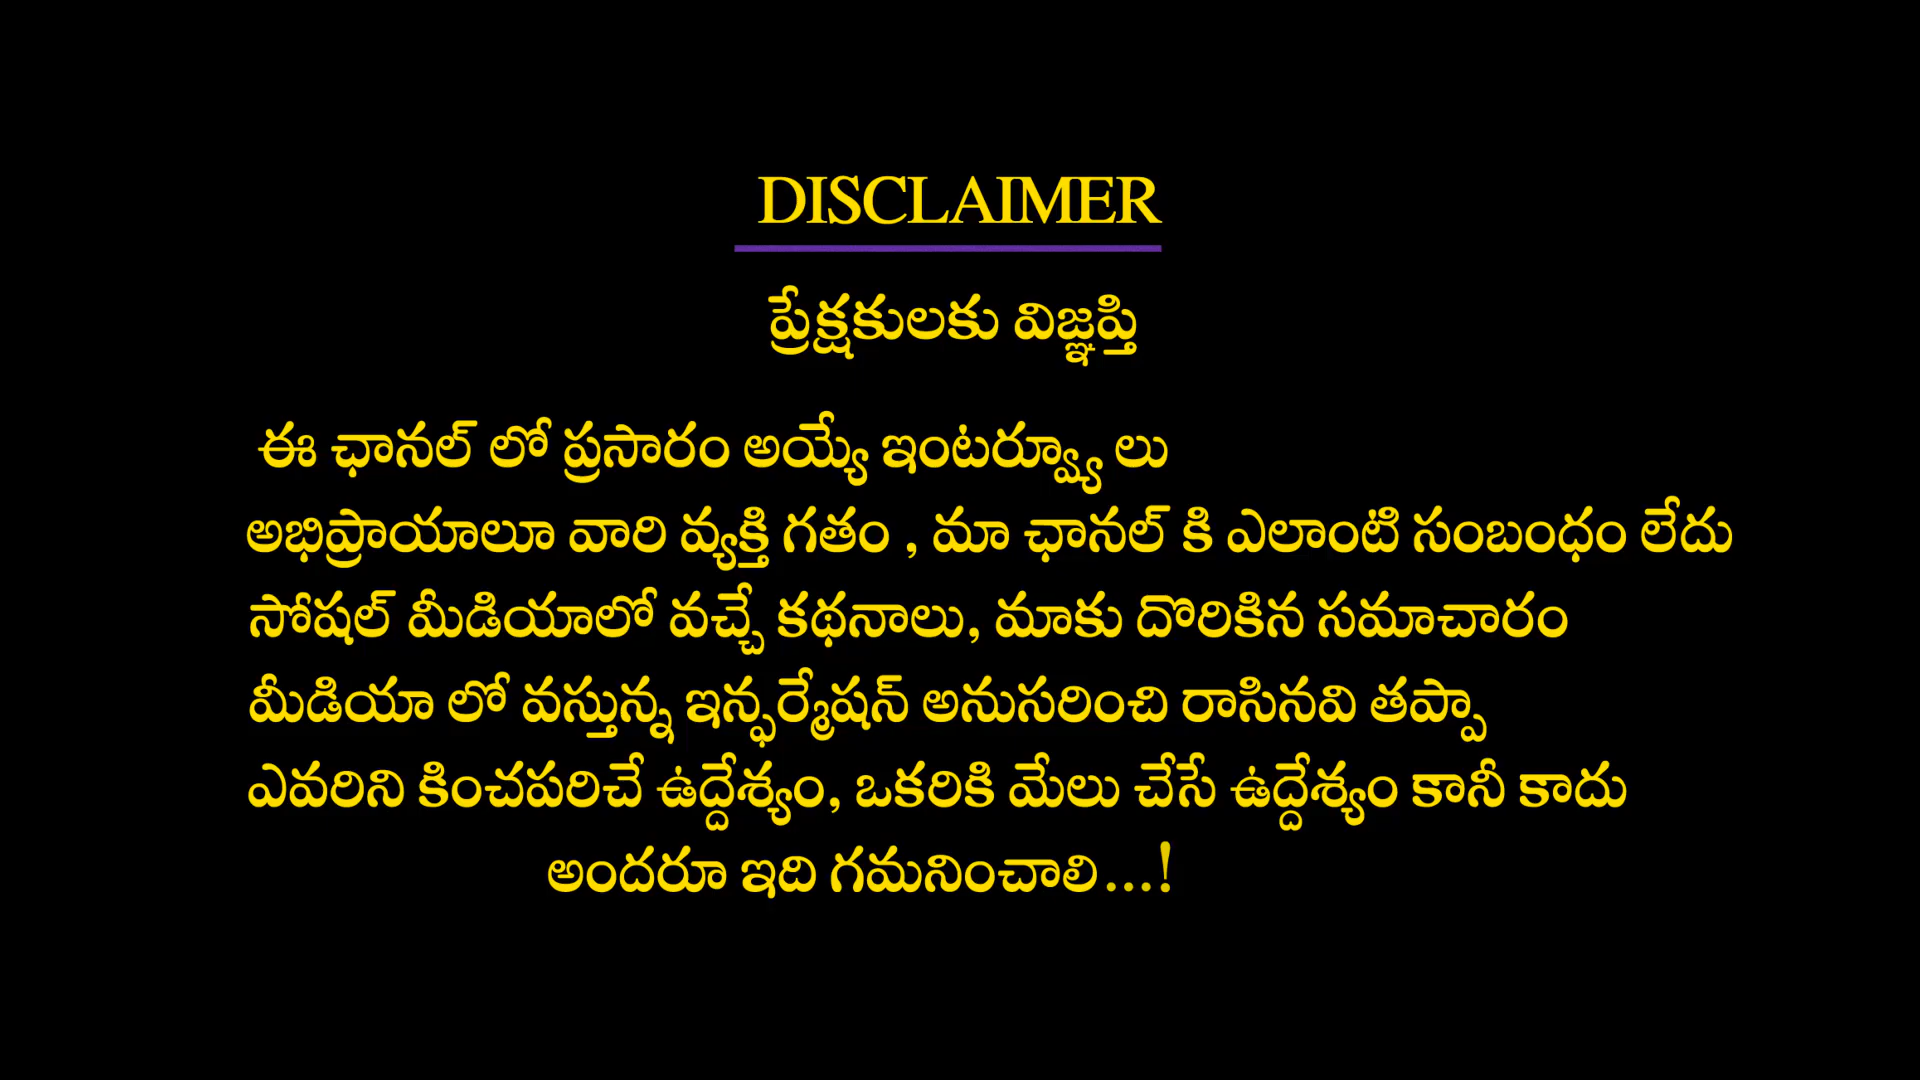 DISCLAIMER
ప్రేక్షకులకు విజ్ఞప్తి
ఈ ఛానల్ లో ప్రసారం అయ్యే ఇంటర్వ్యూ లు
అభిప్రాయాలూ వారి వ్యక్తి గతం , మా ఛానల్ కి ఎలాంటి సంబంధం లేదు
సోషల్ మీడియాలో వచ్చే కథనాలు, మాకు దొరికిన సమాచారం
మీడియా లో వస్తున్న ఇన్ఫర్మేషన్ అనుసరించి రాసినవి తప్పా
ఎవరిని కించపరిచే ఉద్దేశ్యం, ఒకరికి మేలు చేసే ఉద్దేశ్యం కానీ కాదు
అందరూ ఇది గమనించాలి...!